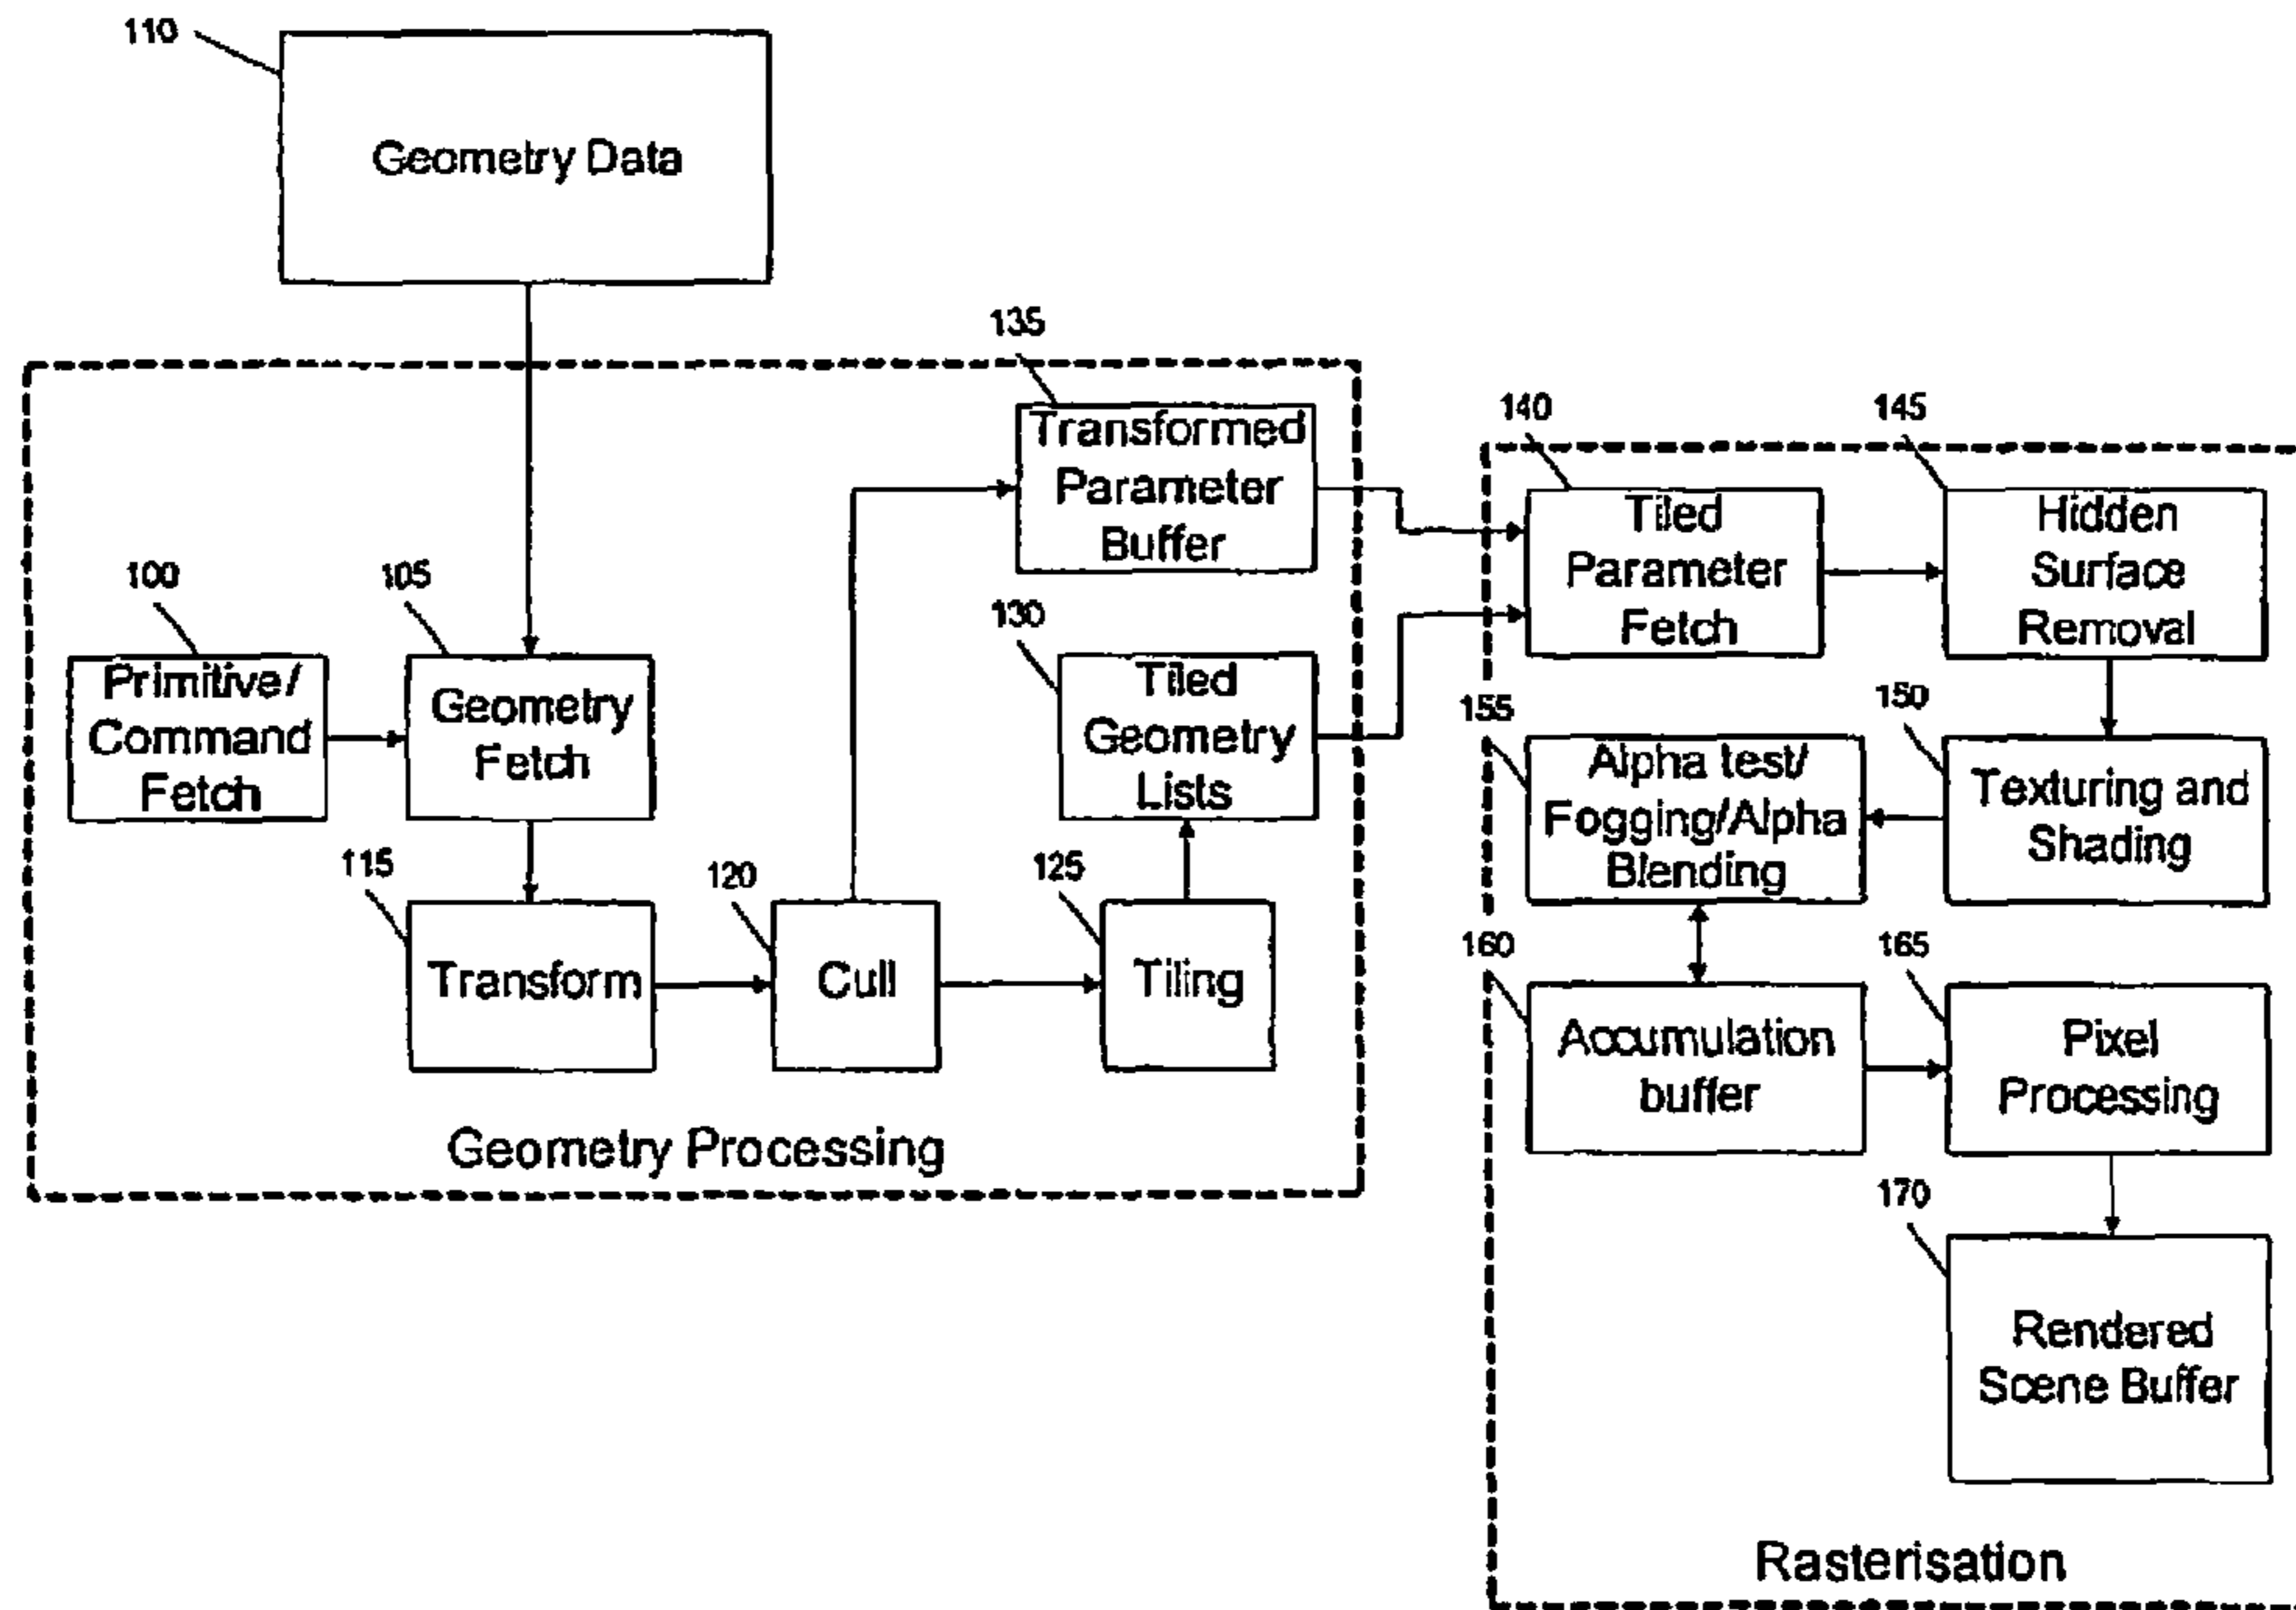 110
Geometry Data
135
Transformed
Parameter
Buffer
140
Tiled
Parameter
Fetch
145
Hidden
Surface
Removal
100
Primitive/
Command
Fetch
105
Geometry
Fetch
130
Tiled
Geometry
Lists
155
Alpha test/
Fogging/Alpha
Blending
150
Texturing and
Shading
115
Transform
120
Cull
125
Tiling
160
Accumulation
buffer
165
Pixel
Processing
Geometry Processing
170
Rendered
Scene Buffer
Rasterisation